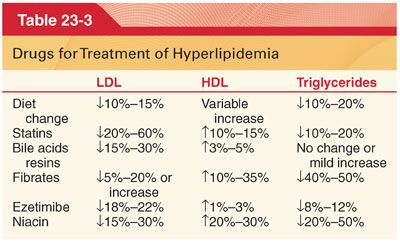 Table 23-3
Drugs for Treatment of Hyperlipidemia
LDL HDL Triglycerides
Diet change ↓10%–15% Variable increase ↓10%–20%
Statins ↓20%–60% ↑10%–15% ↓10%–20%
Bile acids resins ↓15%–30% ↑3%–5% No change or mild increase
Fibrates ↓5%–20% or increase ↑10%–35% ↓40%–50%
Ezetimibe ↓18%–22% ↑1%–3% ↓8%–12%
Niacin ↓15%–30% ↑20%–30% ↓20%–50%